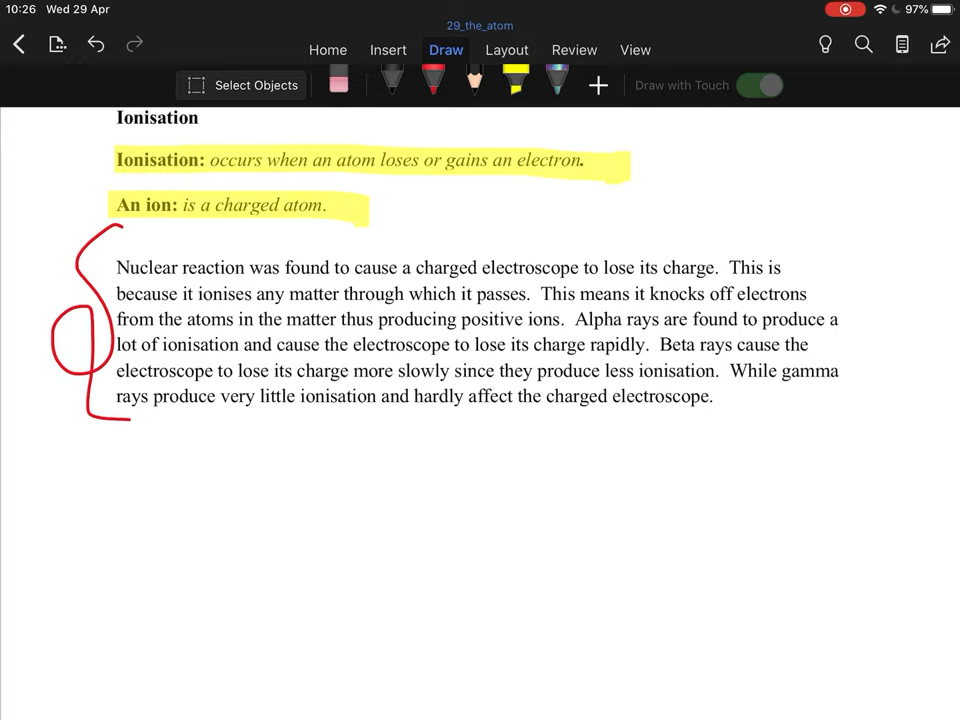 10:26 Wed 29 Apr 97%
29_the_atom
Home Insert Draw Layout Review View
Select Objects Draw with Touch
Ionisation
Ionisation: occurs when an atom loses or gains an electron.
An ion: is a charged atom.
Nuclear reaction was found to cause a charged electroscope to lose its charge. This is
because it ionises any matter through which it passes. This means it knocks off electrons
from the atoms in the matter thus producing positive ions. Alpha rays are found to produce a
lot of ionisation and cause the electroscope to lose its charge rapidly. Beta rays cause the
electroscope to lose its charge more slowly since they produce less ionisation. While gamma
rays produce very little ionisation and hardly affect the charged electroscope.